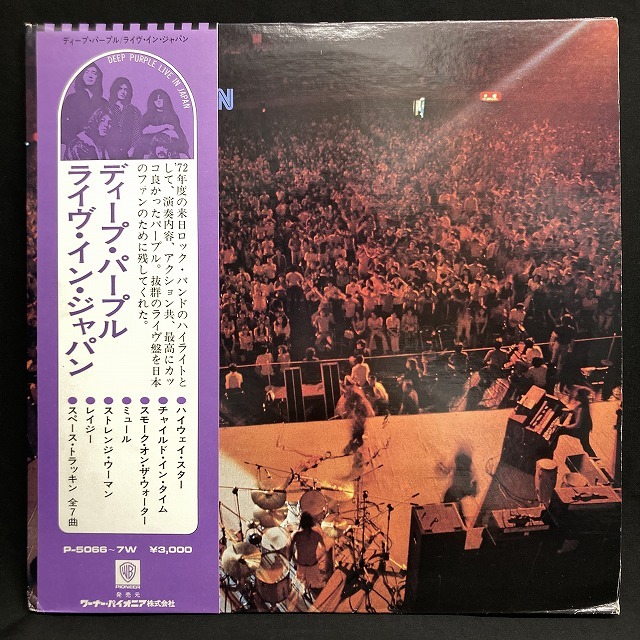 ディープ・パープル/ライヴ・イン・ジャパン
DEEP PURPLE LIVE IN JAPAN
N
ディープ・パープル
ライヴ・イン・ジャパン
'72年度の来日ロック・バンドのハイライトと
して、演奏内容、アクション共、最高にカッ
コ良かったパープル。抜群のライヴ盤を日本
のファンのために残してくれた。
●ハイウェイ・スター
●チャイルド・イン・タイム
●スモーク・オン・ザ・ウォーター
●ミュール
●ストレンジ・ウーマン
●レイジー
●スペース・トラッキン 全7曲
P-5066~7W ¥3,000
WB
PIONEER
発売元
ワーナー・パイオニア株式会社